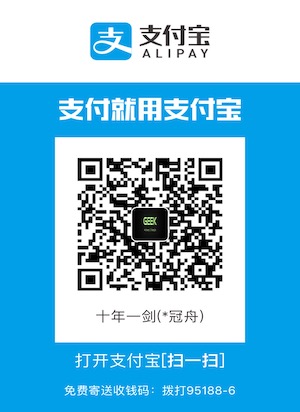 支 支付宝
ALIPAY
支付就用支付宝
GEEK
十年一剑(*冠舟)
打开支付宝[扫一扫]
免费寄送收钱码：拨打95188-6